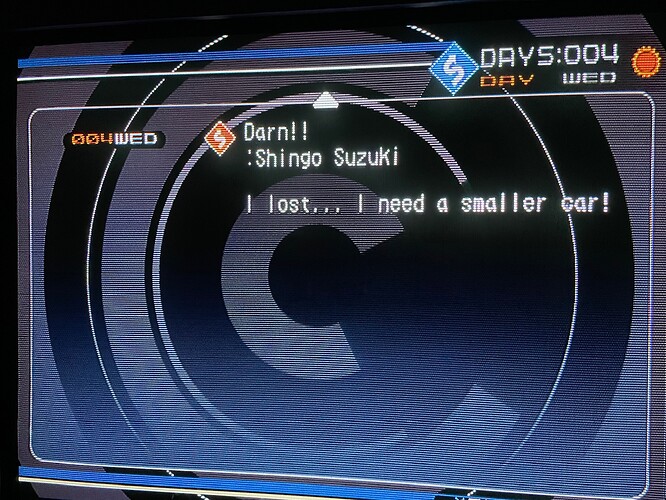 DAYS:004
DAY WED
004WED
Darn!!
:Shingo Suzuki
I lost... I need a smaller car!